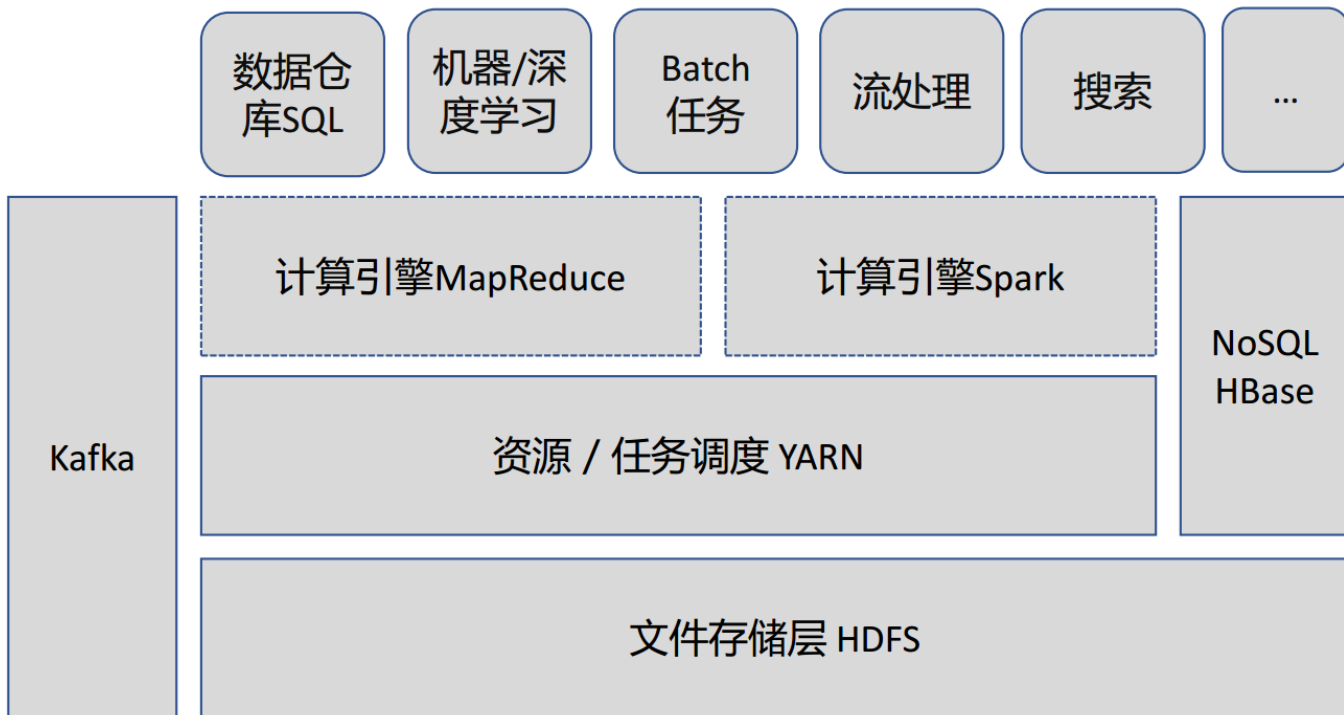 数据仓
库SQL
机器/深
度学习
Batch
任务
流处理
搜索
...
计算引擎MapReduce
计算引擎Spark
NoSQL
HBase
Kafka
资源 / 任务调度 YARN
文件存储层 HDFS